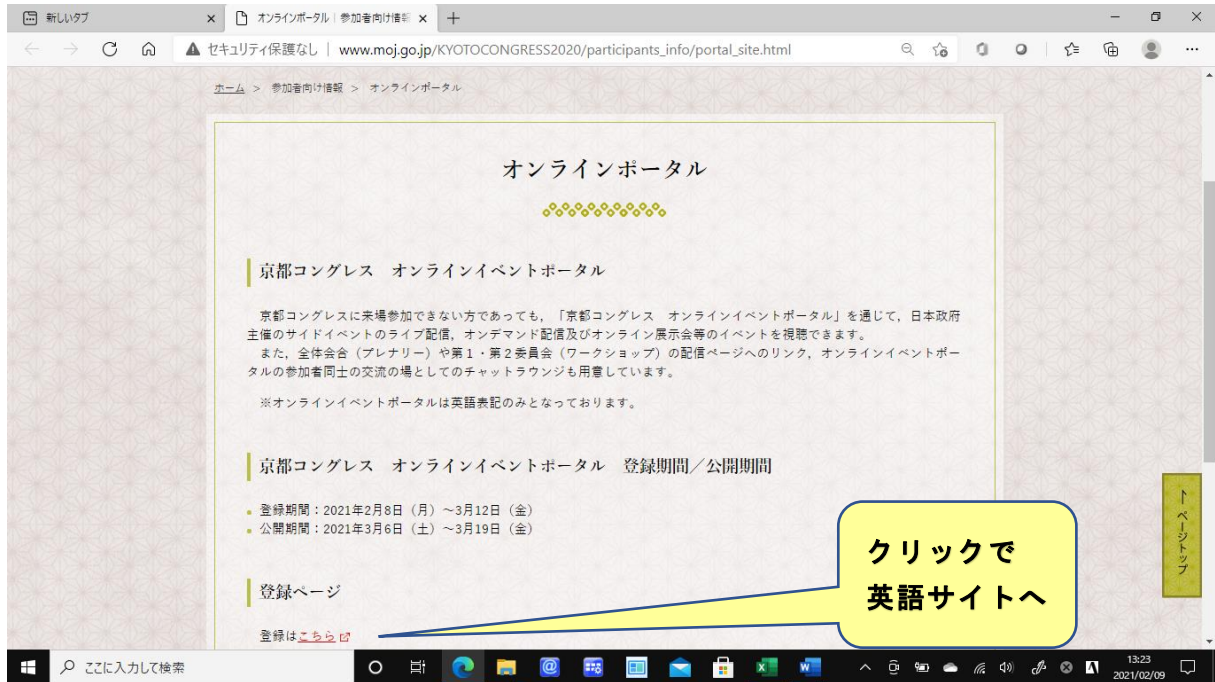 新しいタブ
オンラインポータル｜参加者向け情報
セキュリティ保護なし | www.moj.go.jp/KYOTOCONGRESS2020/participants_info/portal_site.html
ホーム > 参加者向け情報 > オンラインポータル
オンラインポータル
京都コングレス　オンラインイベントポータル
京都コングレスに来場参加できない方であっても，「京都コングレス　オンラインイベントポータル」を通じて，日本政府
主催のサイドイベントのライブ配信，オンデマンド配信及びオンライン展示会等のイベントを視聴できます。
また，全体会合（プレナリー）や第１・第２委員会（ワークショップ）の配信ページへのリンク，オンラインイベントポー
タルの参加者同士の交流の場としてのチャットラウンジも用意しています。
※オンラインイベントポータルは英語表記のみとなっております。
京都コングレス　オンラインイベントポータル　登録期間／公開期間
登録期間：2021年2月8日（月）～3月12日（金）
公開期間：2021年3月6日（土）～3月19日（金）
登録ページ
登録はこちら
クリックで
英語サイトへ
ページトップ
ここに入力して検索
13:23
2021/02/09